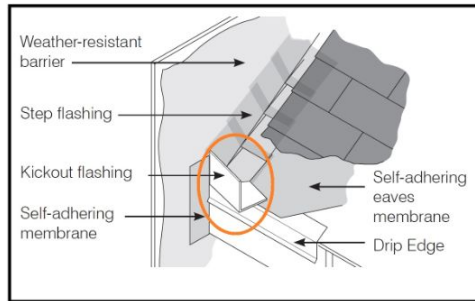 Weather-resistant
barrier
Step flashing
Kickout flashing
Self-adhering
membrane
Self-adhering
eaves
membrane
Drip Edge